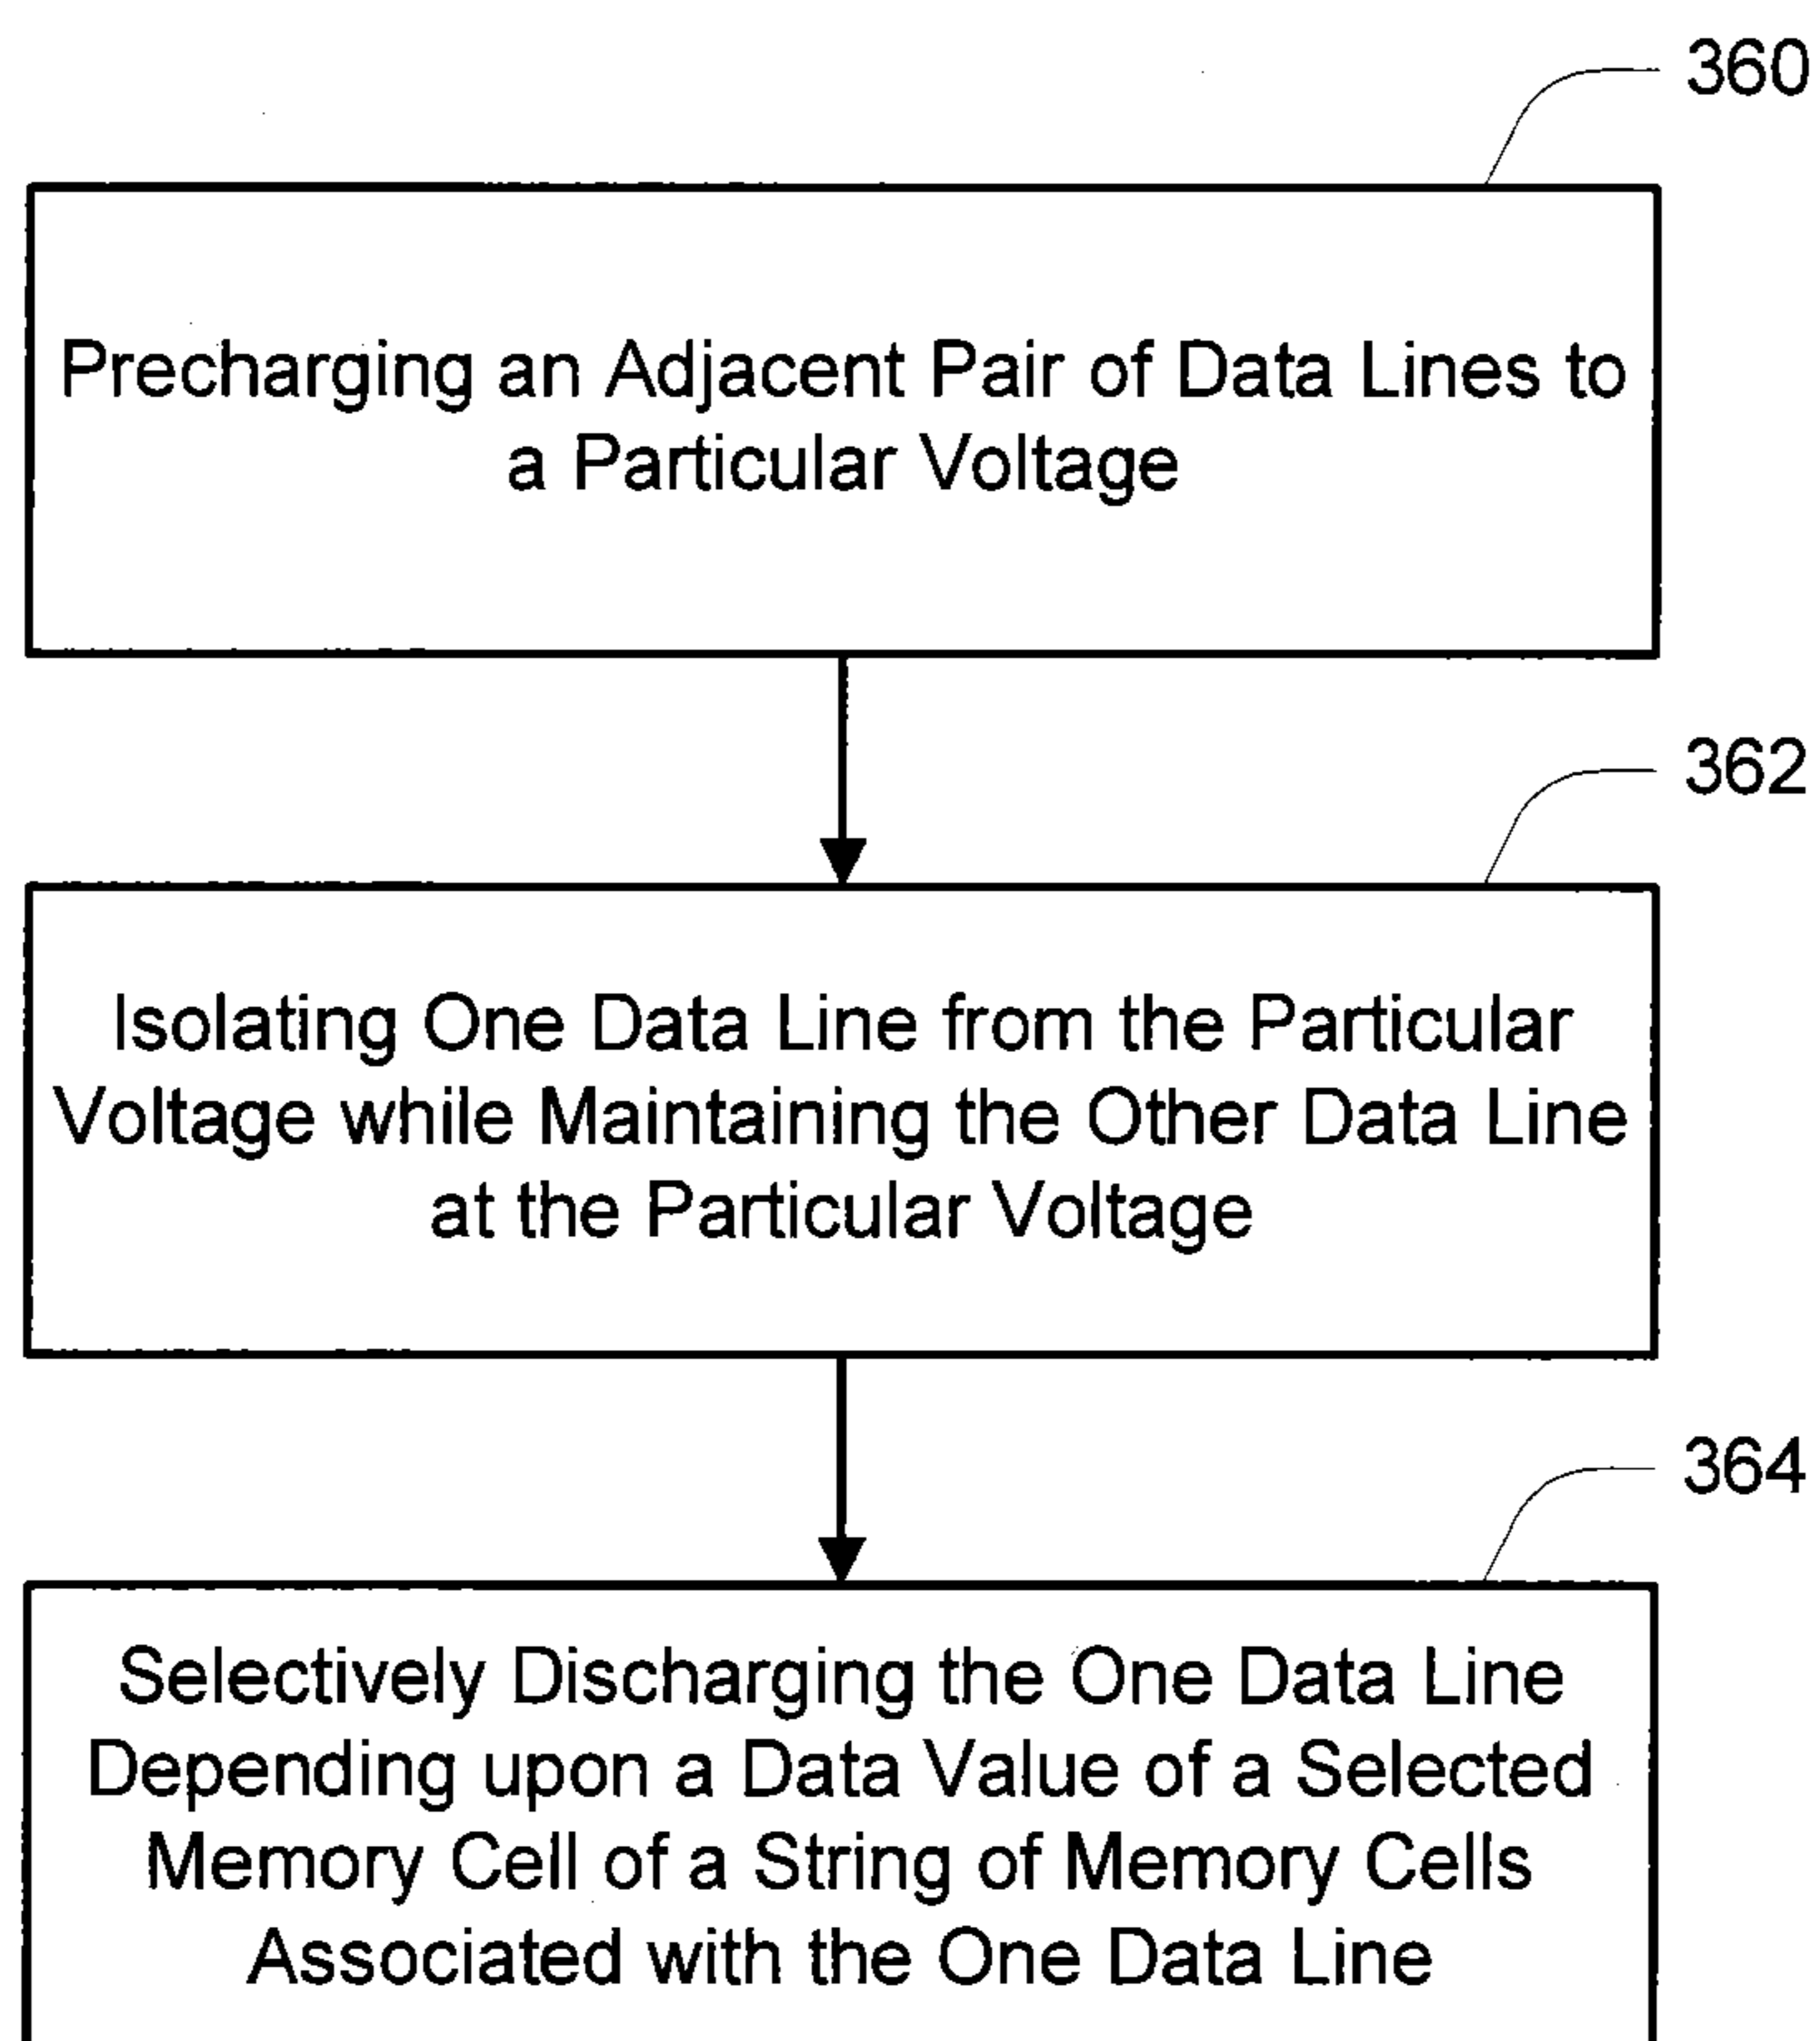 360
Precharging an Adjacent Pair of Data Lines to
a Particular Voltage
362
Isolating One Data Line from the Particular
Voltage while Maintaining the Other Data Line
at the Particular Voltage
364
Selectively Discharging the One Data Line
Depending upon a Data Value of a Selected
Memory Cell of a String of Memory Cells
Associated with the One Data Line